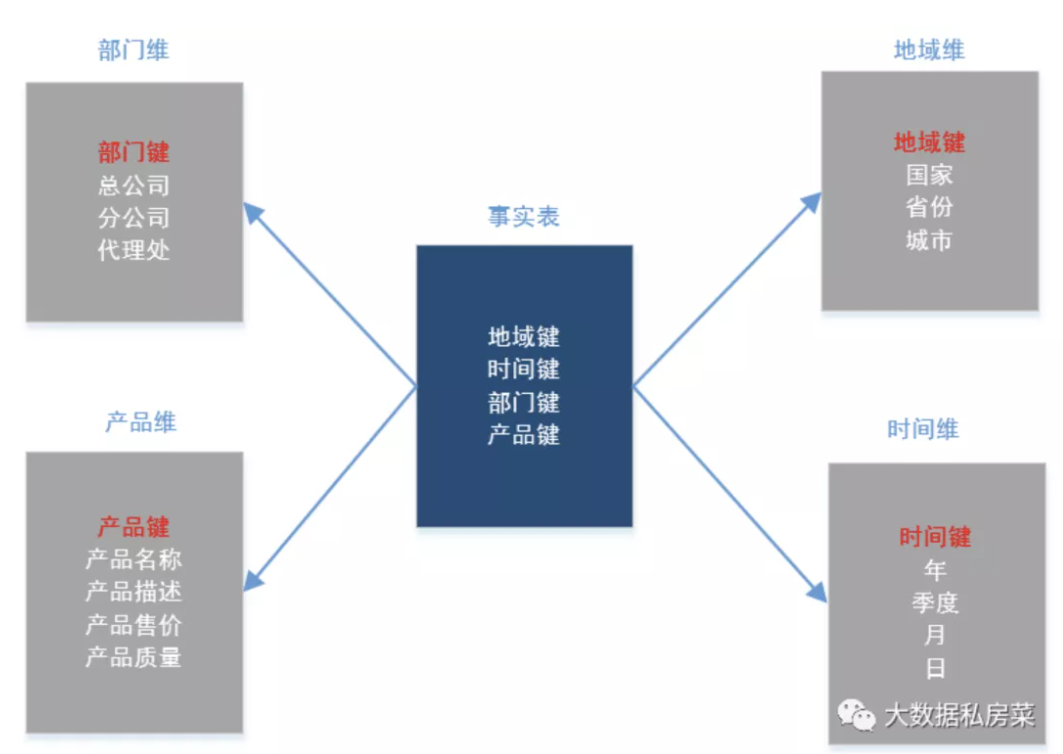 部门维
部门键
总公司
分公司
代理处
产品维
产品键
产品名称
产品描述
产品售价
产品质量
事实表
地域键
时间键
部门键
产品键
地域维
地域键
国家
省份
城市
时间维
时间键
年
季度
月
日
大数据私房菜